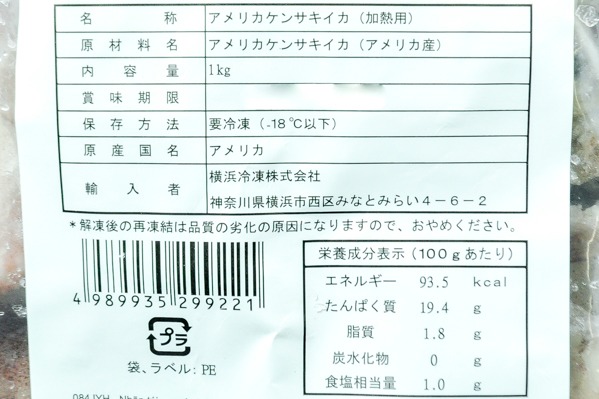 名称 アメリカケンサキイカ（加熱用）
原材料名 アメリカケンサキイカ（アメリカ産）
内容量 1kg
賞味期限
保存方法 要冷凍（-18℃以下）
原産国名 アメリカ
輸入者 横浜冷凍株式会社
神奈川県横浜市西区みなとみらい４－６－２
*解凍後の再凍結は品質の劣化の原因になりますので、おやめください。
4 989935 299221
プラ
袋、ラベル: PE
栄養成分表示（100gあたり）
エネルギー 93.5 kcal
たんぱく質 19.4 g
脂質 1.8 g
炭水化物 0 g
食塩相当量 1.0 g